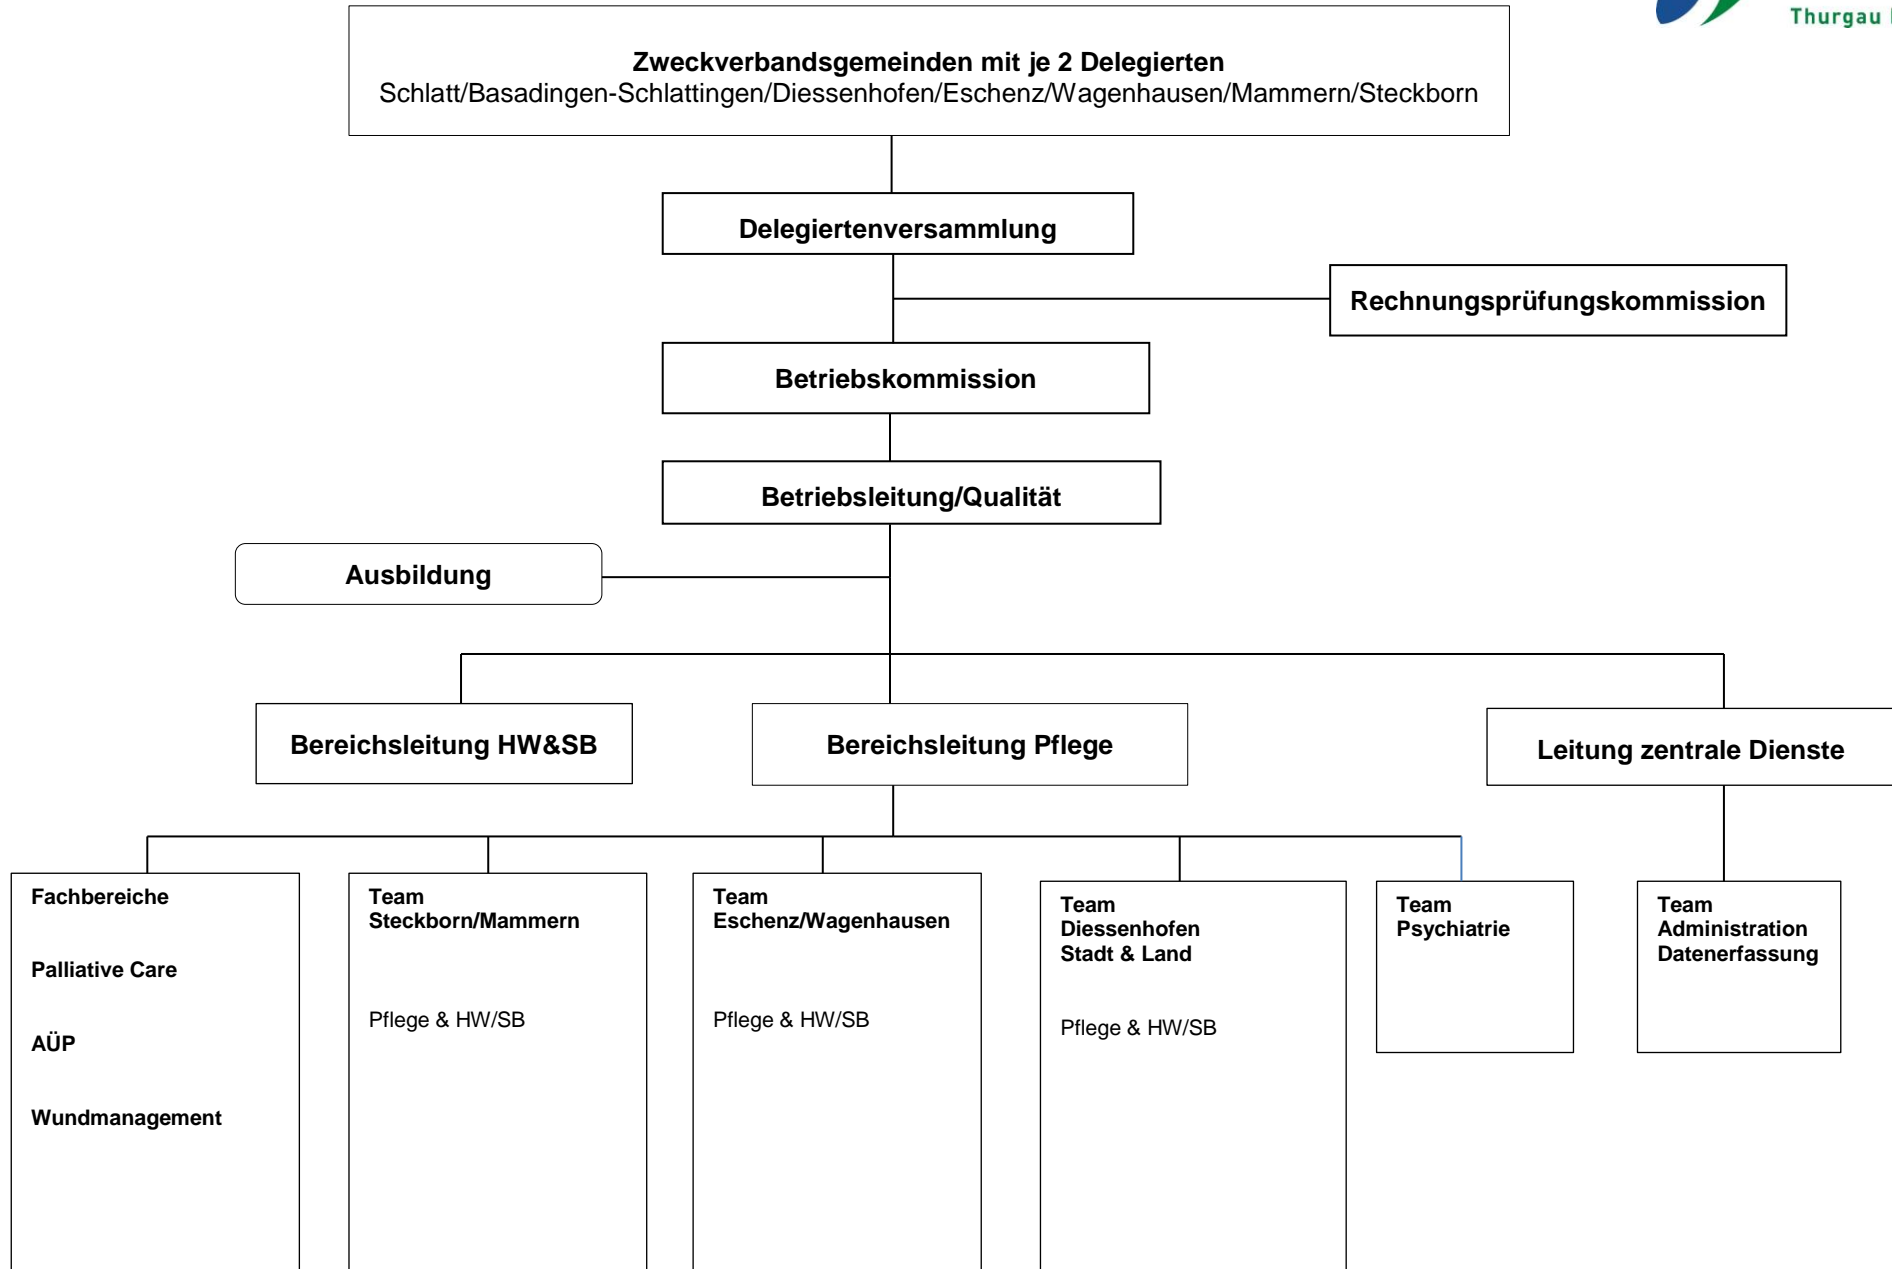 Thurgau
Zweckverbandsgemeinden mit je 2 Delegierten
Schlatt/Basadingen-Schlattingen/Diessenhofen/Eschenz/Wagenhausen/Mammern/Steckborn
Delegiertenversammlung
Rechnungsprüfungskommission
Betriebskommission
Betriebsleitung/Qualität
Ausbildung
Bereichsleitung HW&SB
Bereichsleitung Pflege
Leitung zentrale Dienste
Fachbereiche
Palliative Care
AÜP
Wundmanagement
Team
Steckborn/Mammern
Pflege & HW/SB
Team
Eschenz/Wagenhausen
Pflege & HW/SB
Team
Diessenhofen
Stadt & Land
Pflege & HW/SB
Team
Psychiatrie
Team
Administration
Datenerfassung